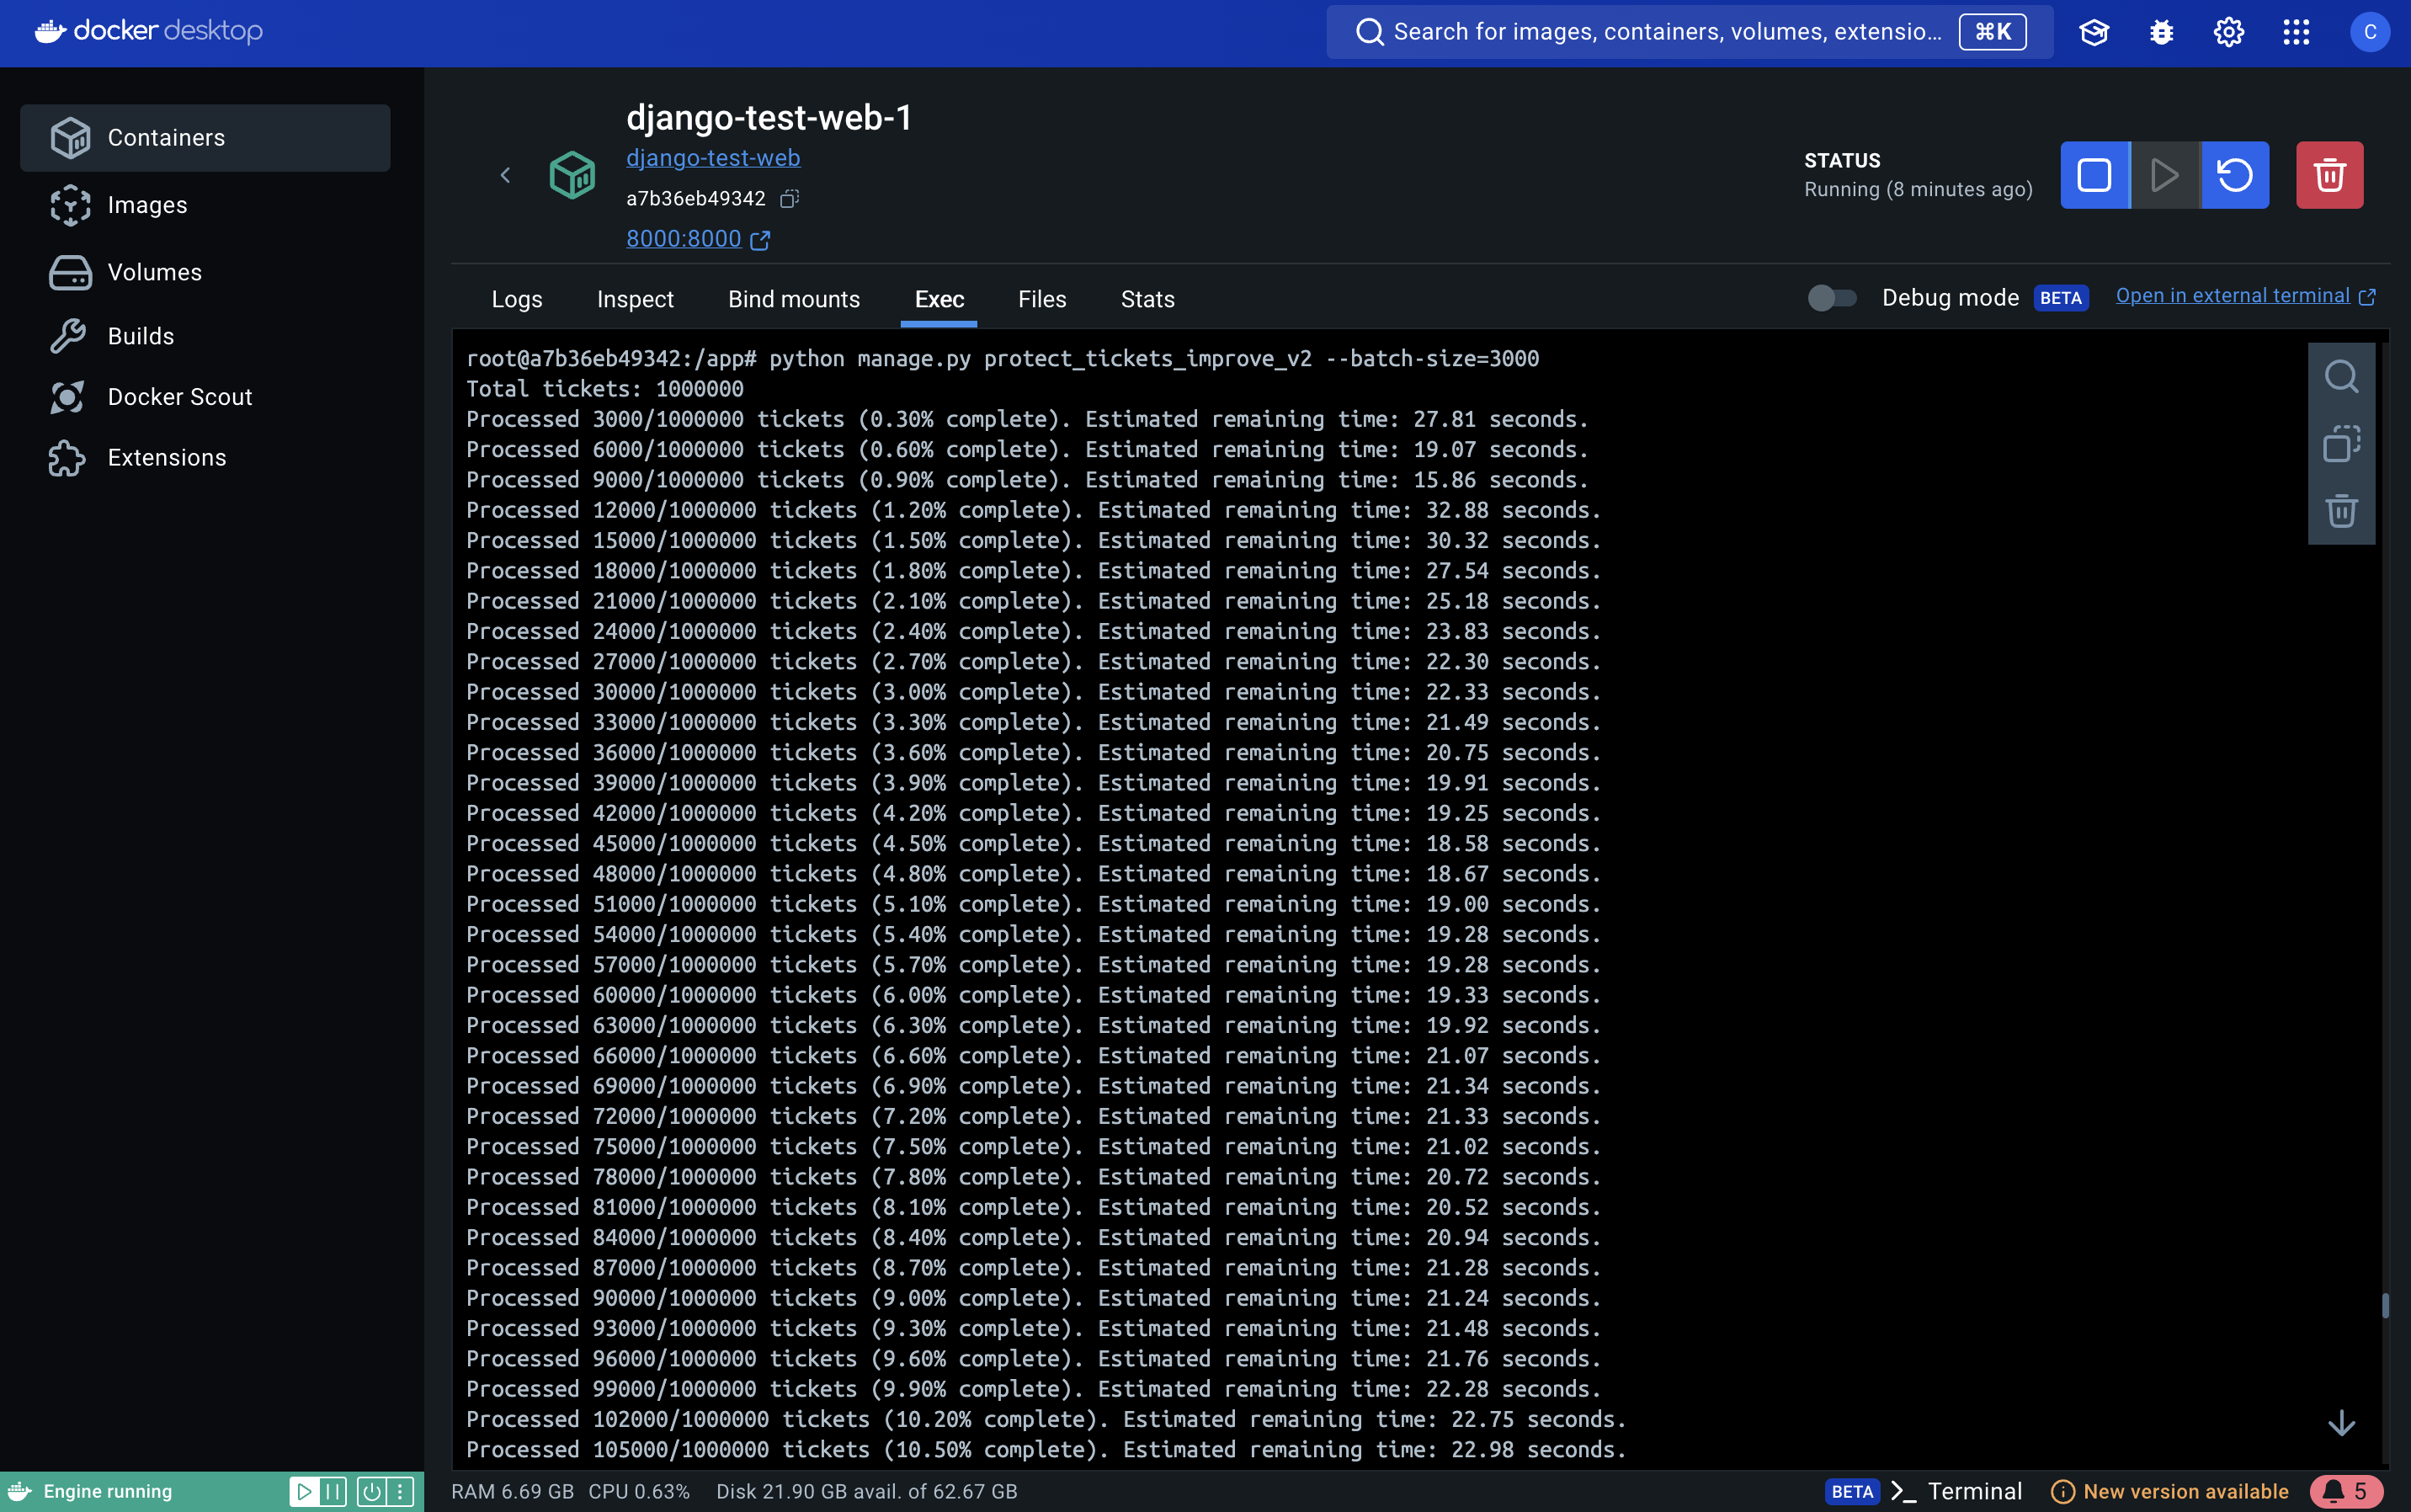 docker desktop
Search for images, containers, volumes, extensio... ⌘K
C
Containers
Images
Volumes
Builds
Docker Scout
Extensions
django-test-web-1
django-test-web
a7b36eb49342
8000:8000
STATUS
Running (8 minutes ago)
Logs Inspect Bind mounts Exec Files Stats
Debug mode BETA Open in external terminal
root@a7b36eb49342:/app# python manage.py protect_tickets_improve_v2 --batch-size=3000
Total tickets: 1000000
Processed 3000/1000000 tickets (0.30% complete). Estimated remaining time: 27.81 seconds.
Processed 6000/1000000 tickets (0.60% complete). Estimated remaining time: 19.07 seconds.
Processed 9000/1000000 tickets (0.90% complete). Estimated remaining time: 15.86 seconds.
Processed 12000/1000000 tickets (1.20% complete). Estimated remaining time: 32.88 seconds.
Processed 15000/1000000 tickets (1.50% complete). Estimated remaining time: 30.32 seconds.
Processed 18000/1000000 tickets (1.80% complete). Estimated remaining time: 27.54 seconds.
Processed 21000/1000000 tickets (2.10% complete). Estimated remaining time: 25.18 seconds.
Processed 24000/1000000 tickets (2.40% complete). Estimated remaining time: 23.83 seconds.
Processed 27000/1000000 tickets (2.70% complete). Estimated remaining time: 22.30 seconds.
Processed 30000/1000000 tickets (3.00% complete). Estimated remaining time: 22.33 seconds.
Processed 33000/1000000 tickets (3.30% complete). Estimated remaining time: 21.49 seconds.
Processed 36000/1000000 tickets (3.60% complete). Estimated remaining time: 20.75 seconds.
Processed 39000/1000000 tickets (3.90% complete). Estimated remaining time: 19.91 seconds.
Processed 42000/1000000 tickets (4.20% complete). Estimated remaining time: 19.25 seconds.
Processed 45000/1000000 tickets (4.50% complete). Estimated remaining time: 18.58 seconds.
Processed 48000/1000000 tickets (4.80% complete). Estimated remaining time: 18.67 seconds.
Processed 51000/1000000 tickets (5.10% complete). Estimated remaining time: 19.00 seconds.
Processed 54000/1000000 tickets (5.40% complete). Estimated remaining time: 19.28 seconds.
Processed 57000/1000000 tickets (5.70% complete). Estimated remaining time: 19.28 seconds.
Processed 60000/1000000 tickets (6.00% complete). Estimated remaining time: 19.33 seconds.
Processed 63000/1000000 tickets (6.30% complete). Estimated remaining time: 19.92 seconds.
Processed 66000/1000000 tickets (6.60% complete). Estimated remaining time: 21.07 seconds.
Processed 69000/1000000 tickets (6.90% complete). Estimated remaining time: 21.34 seconds.
Processed 72000/1000000 tickets (7.20% complete). Estimated remaining time: 21.33 seconds.
Processed 75000/1000000 tickets (7.50% complete). Estimated remaining time: 21.02 seconds.
Processed 78000/1000000 tickets (7.80% complete). Estimated remaining time: 20.72 seconds.
Processed 81000/1000000 tickets (8.10% complete). Estimated remaining time: 20.52 seconds.
Processed 84000/1000000 tickets (8.40% complete). Estimated remaining time: 20.94 seconds.
Processed 87000/1000000 tickets (8.70% complete). Estimated remaining time: 21.28 seconds.
Processed 90000/1000000 tickets (9.00% complete). Estimated remaining time: 21.24 seconds.
Processed 93000/1000000 tickets (9.30% complete). Estimated remaining time: 21.48 seconds.
Processed 96000/1000000 tickets (9.60% complete). Estimated remaining time: 21.76 seconds.
Processed 99000/1000000 tickets (9.90% complete). Estimated remaining time: 22.28 seconds.
Processed 102000/1000000 tickets (10.20% complete). Estimated remaining time: 22.75 seconds.
Processed 105000/1000000 tickets (10.50% complete). Estimated remaining time: 22.98 seconds.
Engine running
RAM 6.69 GB CPU 0.63% Disk 21.90 GB avail. of 62.67 GB
BETA Terminal New version available 5